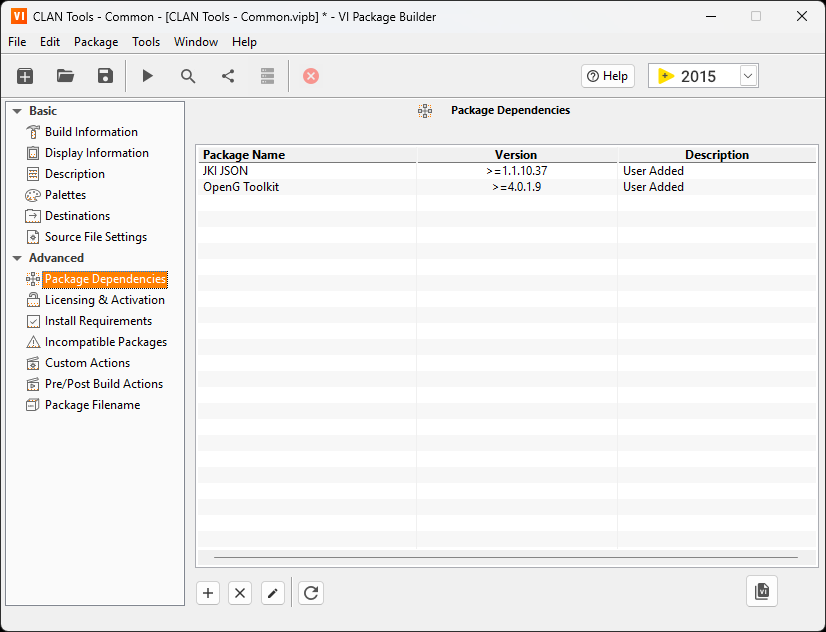 VI CLAN Tools - Common - [CLAN Tools - Common.vipb] * - VI Package Builder
File Edit Package Tools Window Help
Help 2015
Basic
Build Information
Display Information
Description
Palettes
Destinations
Source File Settings
Advanced
Package Dependencies
Licensing & Activation
Install Requirements
Incompatible Packages
Custom Actions
Pre/Post Build Actions
Package Filename
Package Dependencies
Package Name Version Description
JKI JSON >=1.1.10.37 User Added
OpenG Toolkit >=4.0.1.9 User Added
VI